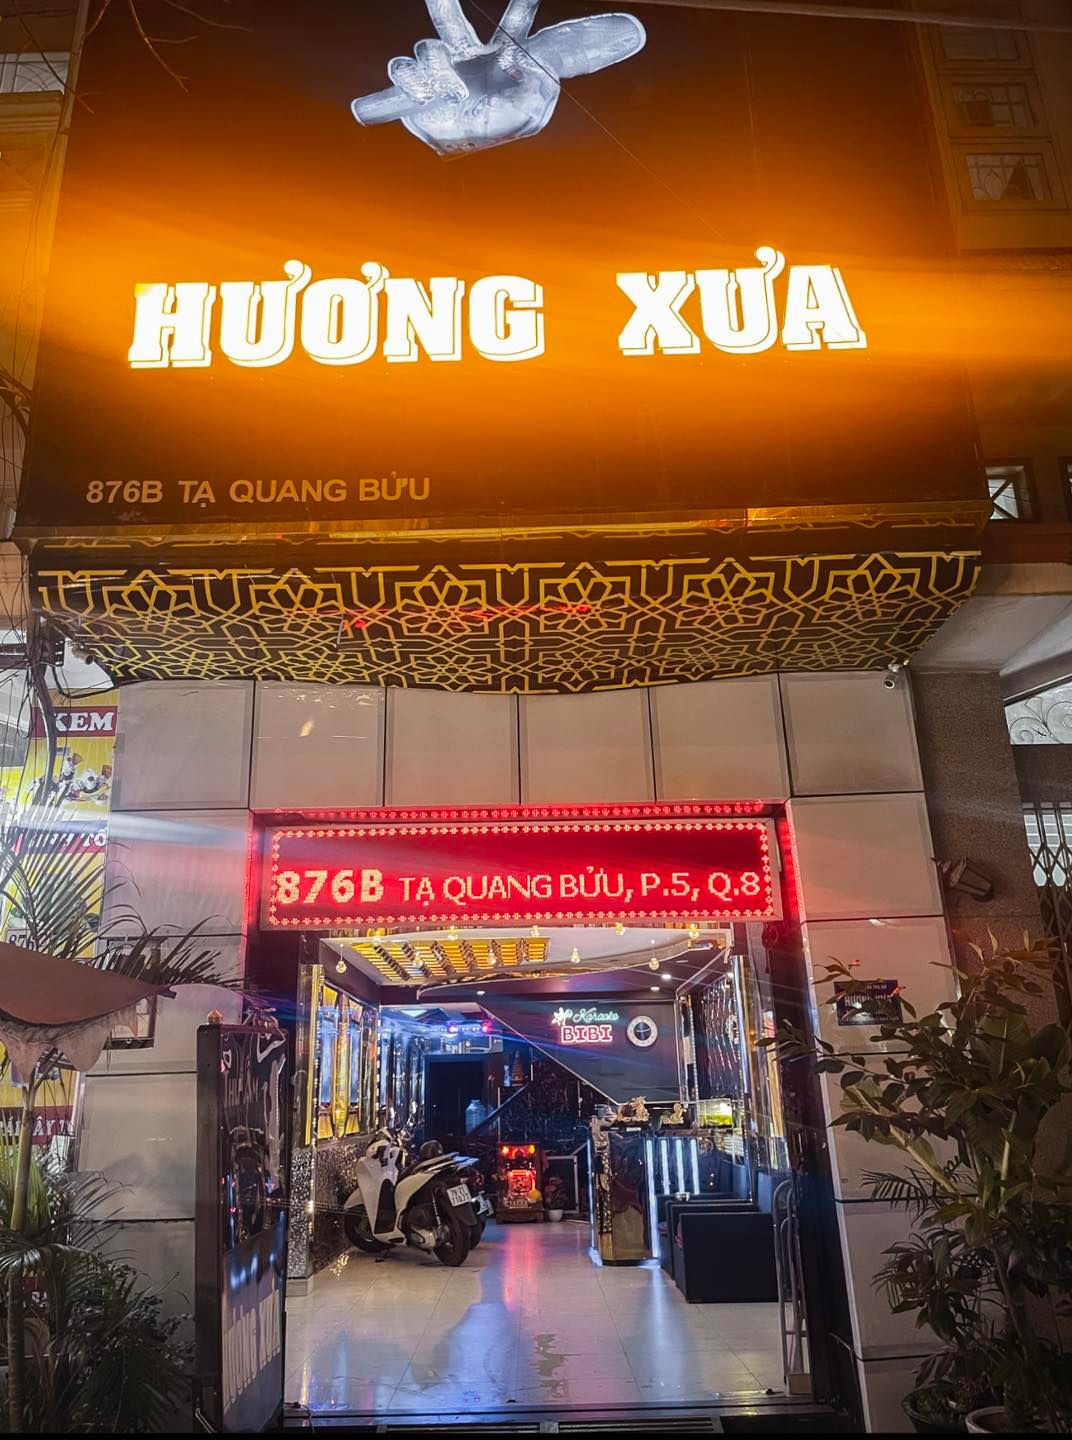 HƯƠNG XƯA
876B TẠ QUANG BỬU
KEM
876B TẠ QUANG BỬU, P.5, Q.8
Karaoke
BIBI